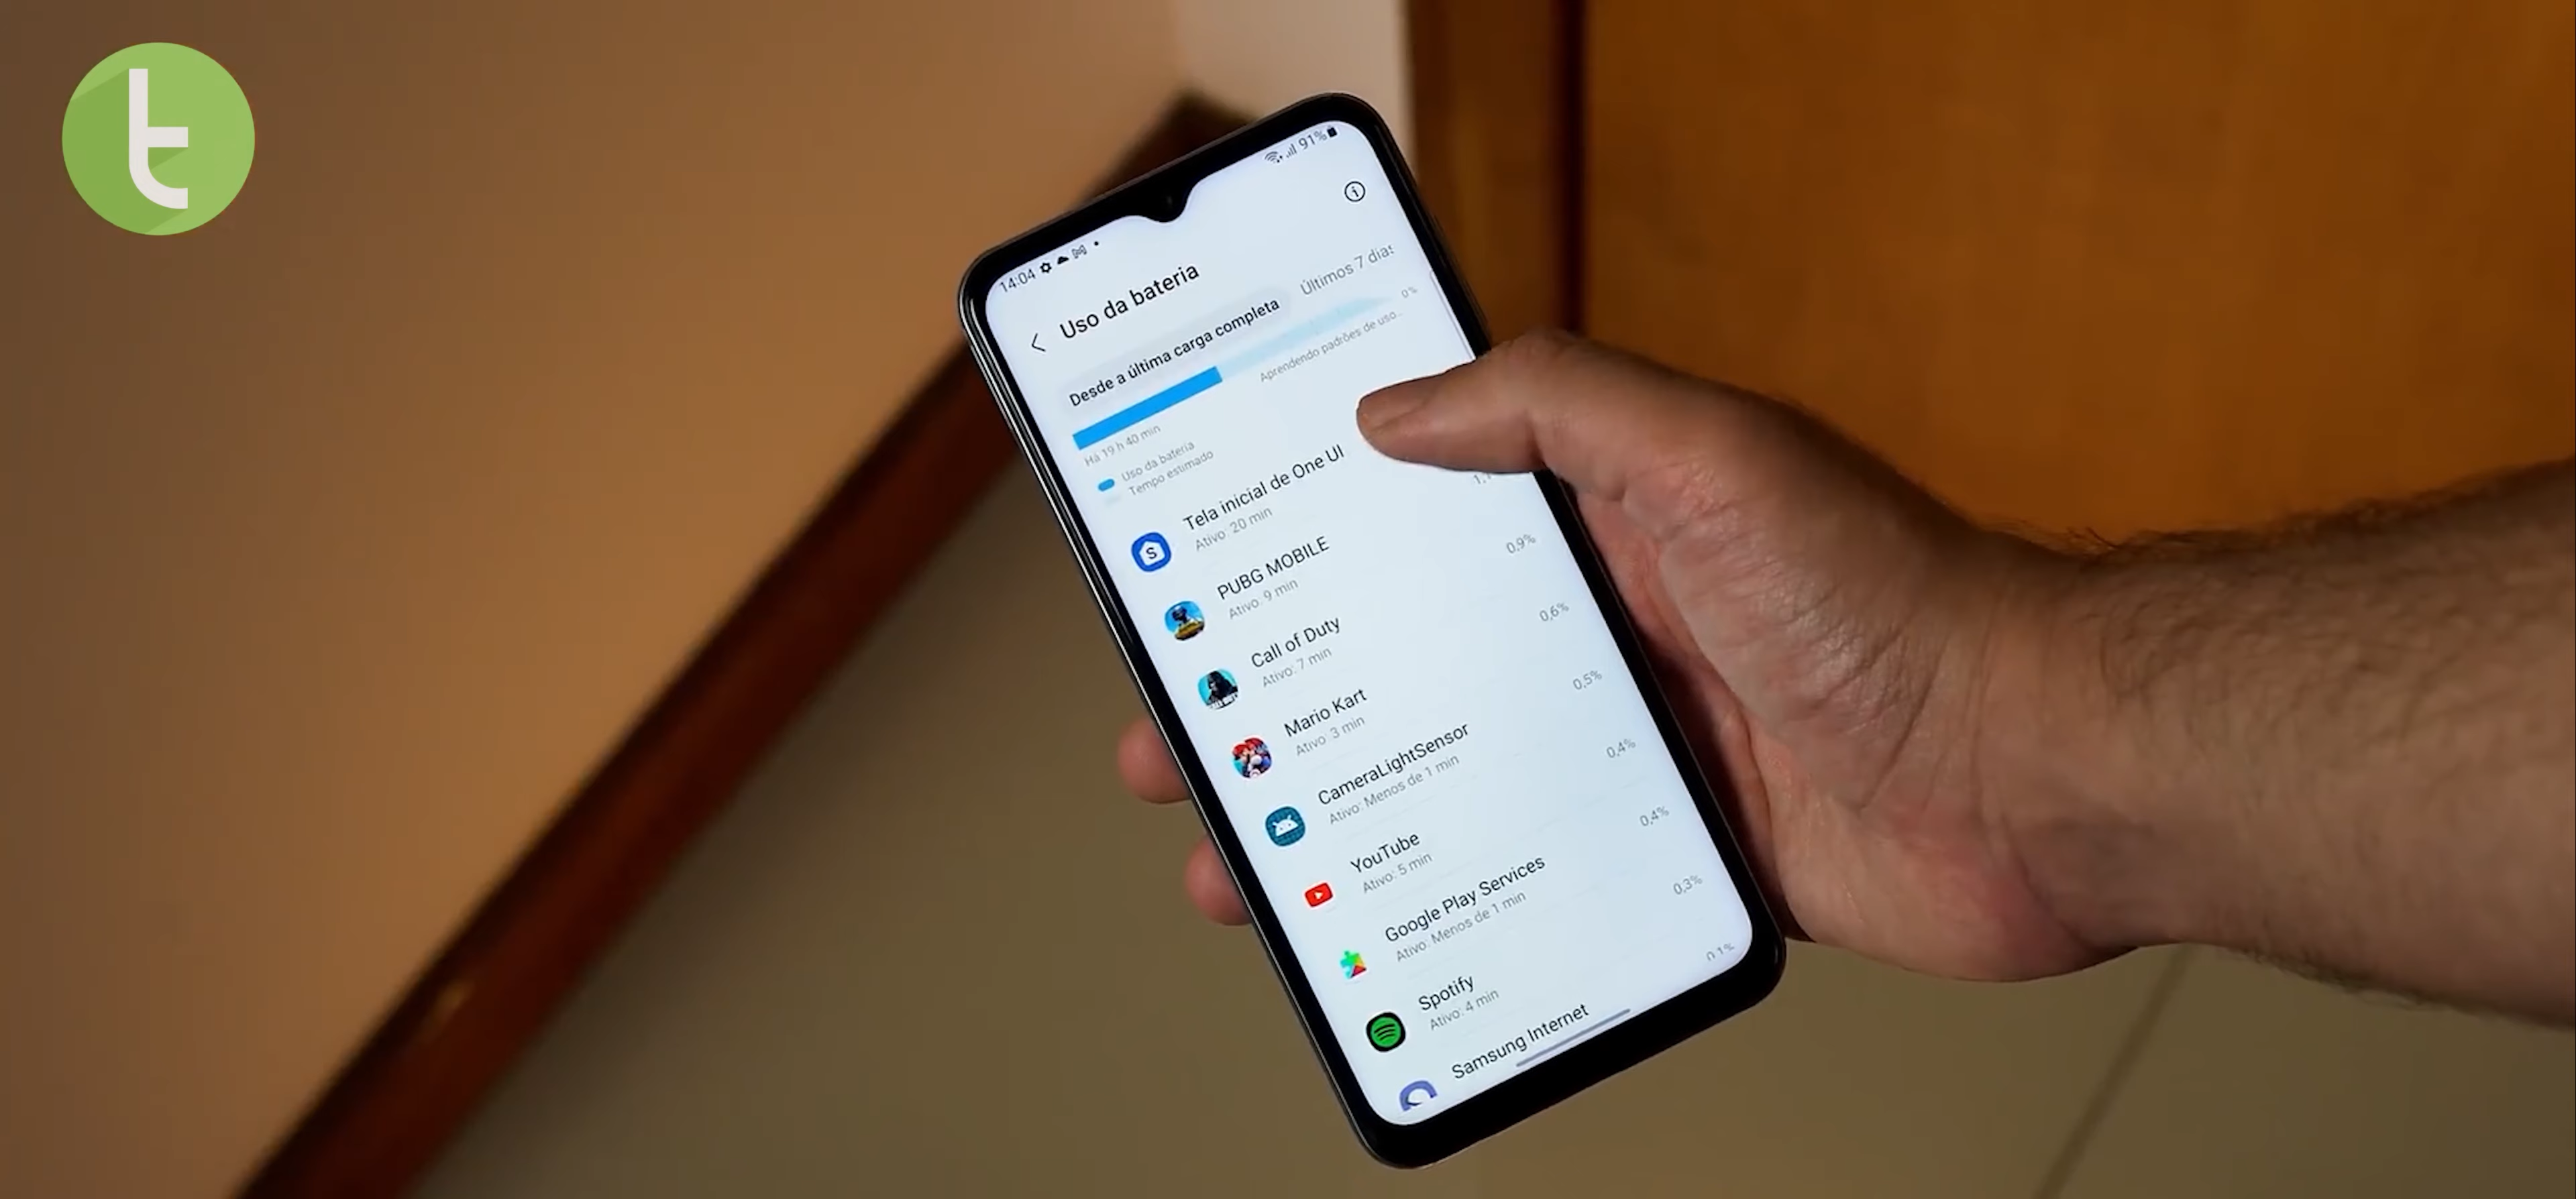 t
14:04
91%
Uso da bateria
Desde a última carga completa
Últimos 7 dias
0%
Aprendendo padrões de uso...
Há 19 h 40 min
Uso da bateria
Tempo estimado
Tela inicial de One UI
Ativo: 20 min
PUBG MOBILE
Ativo: 9 min
0,9%
Call of Duty
Ativo: 7 min
0,6%
Mario Kart
Ativo: 3 min
0,5%
CameraLightSensor
Ativo: Menos de 1 min
0,4%
YouTube
Ativo: 5 min
0,4%
Google Play Services
Ativo: Menos de 1 min
0,3%
Spotify
Ativo: 4 min
0,1%
Samsung Internet